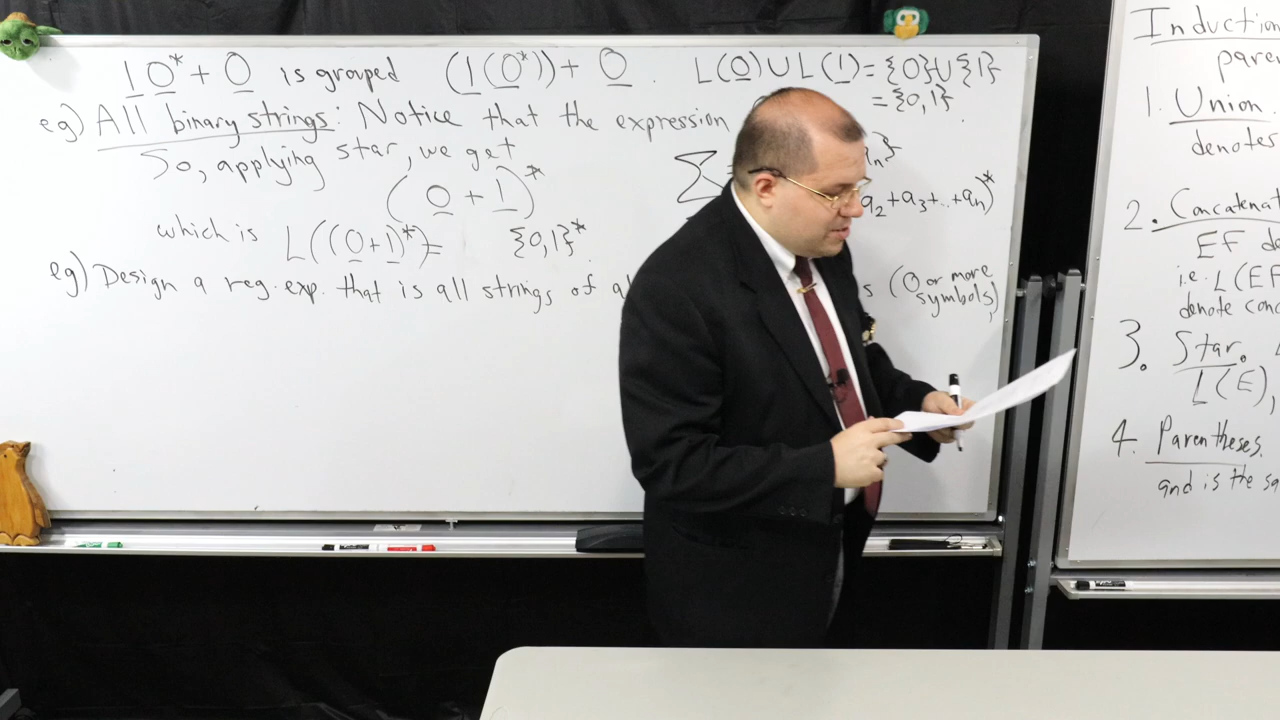 10* + 0 is grouped (1(0*)) + 0 . L(0) ∪ L(1) = {0} ∪ {1}
= {0,1}.
eg) All binary strings: Notice that the expression
So, applying star, we get
(0 + 1)*
which is L((0+1)*) = {0,1}*
Σ
n}
a2 + a3 + .. + an)*
eg) Design a reg. exp. that is all strings of
s (0 or more
symbols)
Induction
1. Union
denotes
2. Concatenat
EF
i.e. L(EF
denote
3. Star.
L(E),
4. Parentheses.
and is the